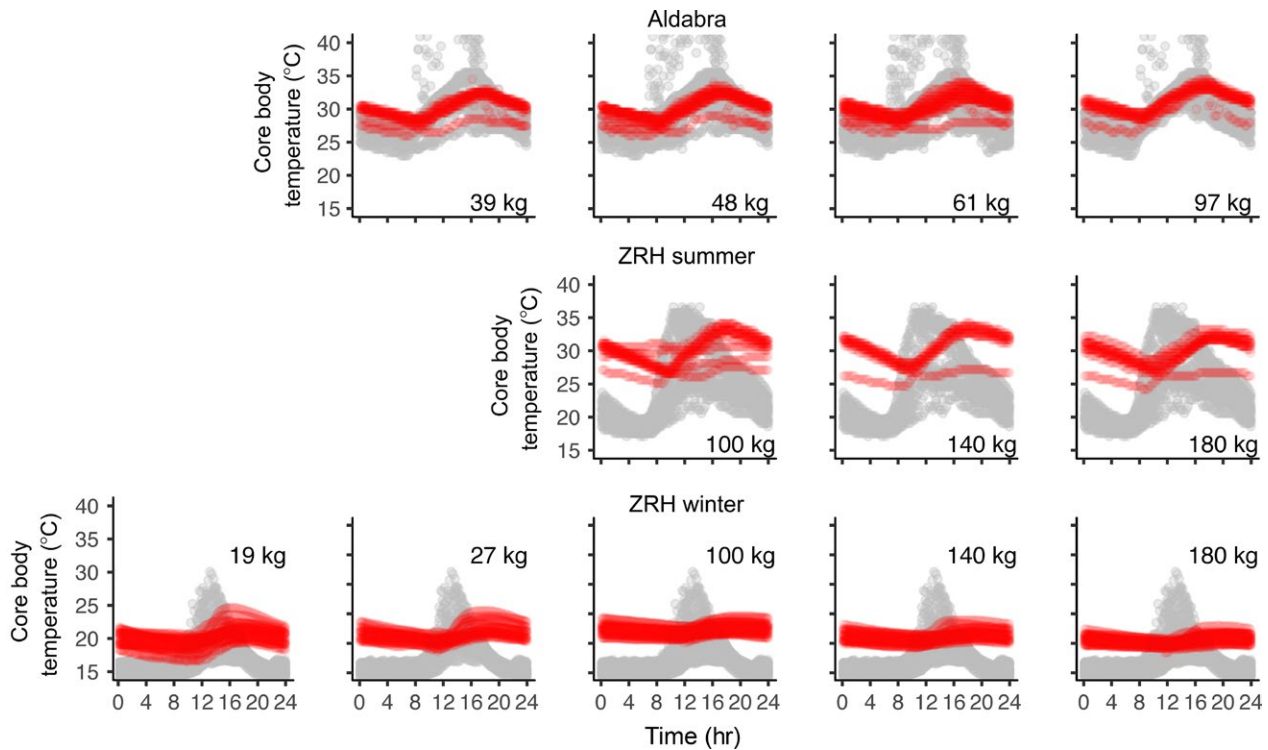 Aldabra
Core body
temperature (°C)
40
35
30
25
20
15
39 kg
48 kg
61 kg
97 kg
ZRH summer
Core body
temperature (°C)
40
35
30
25
20
15
100 kg
140 kg
180 kg
ZRH winter
Core body
temperature (°C)
40
35
30
25
20
15
19 kg
27 kg
100 kg
140 kg
180 kg
0 4 8 12 16 20 24
0 4 8 12 16 20 24
0 4 8 12 16 20 24
0 4 8 12 16 20 24
0 4 8 12 16 20 24
Time (hr)